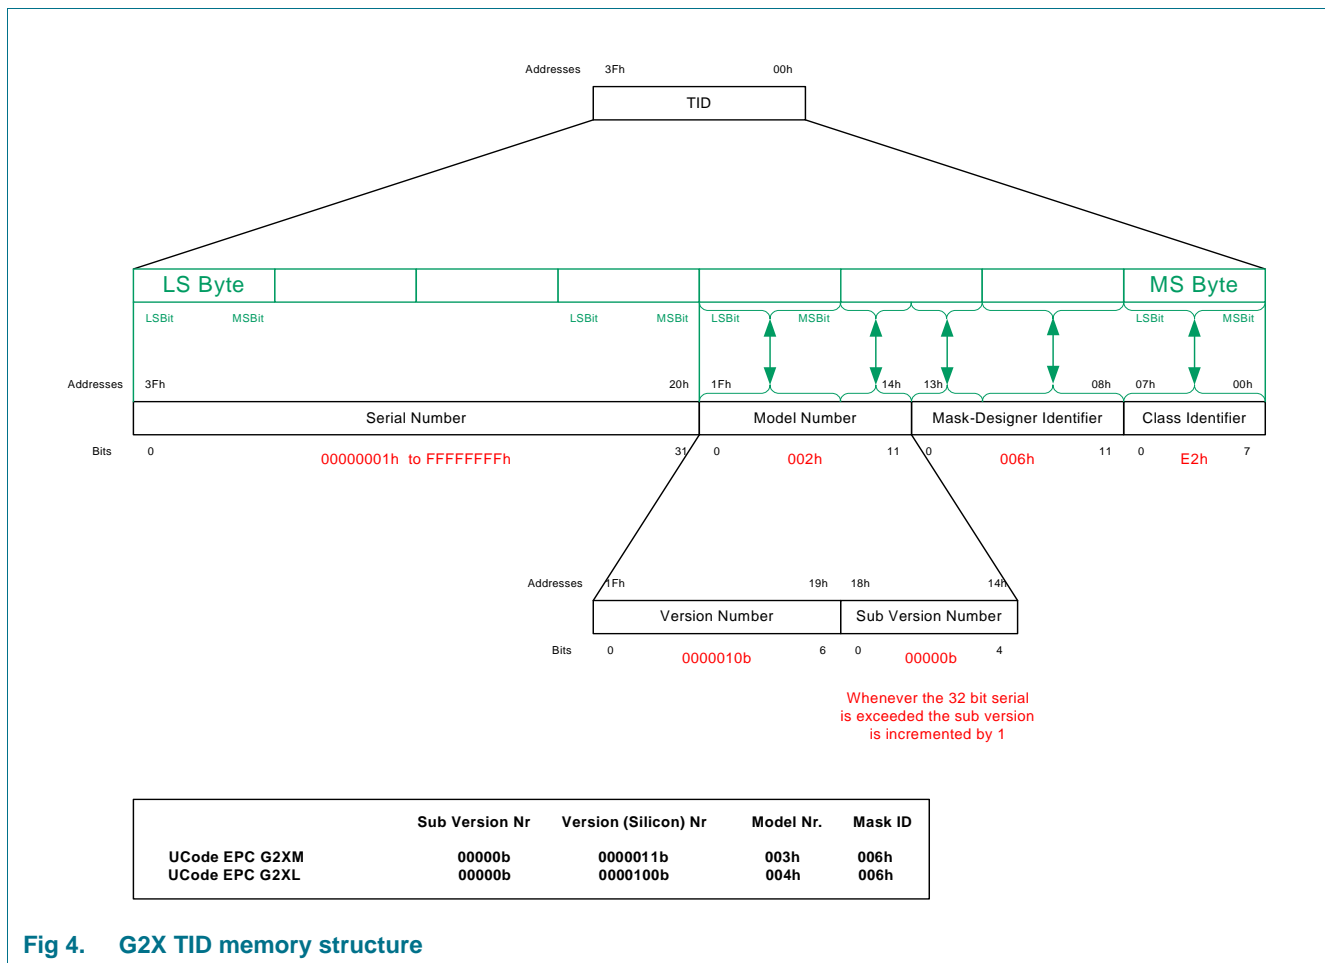 Addresses 3Fh 00h
TID
LS Byte MS Byte
LSBit MSBit LSBit MSBit LSBit MSBit LSBit MSBit
Addresses 3Fh 20h 1Fh 14h 13h 08h 07h 00h
Serial Number Model Number Mask-Designer Identifier Class Identifier
Bits 0 31 0 11 0 11 0 7
00000001h to FFFFFFFFh 002h 006h E2h
Addresses 1Fh 19h 18h 14h
Version Number Sub Version Number
Bits 0 6 0 4
0000010b 00000b
Whenever the 32 bit serial
is exceeded the sub version
is incremented by 1
Sub Version Nr Version (Silicon) Nr Model Nr. Mask ID
UCode EPC G2XM 00000b 0000011b 003h 006h
UCode EPC G2XL 00000b 0000100b 004h 006h
Fig 4. G2X TID memory structure